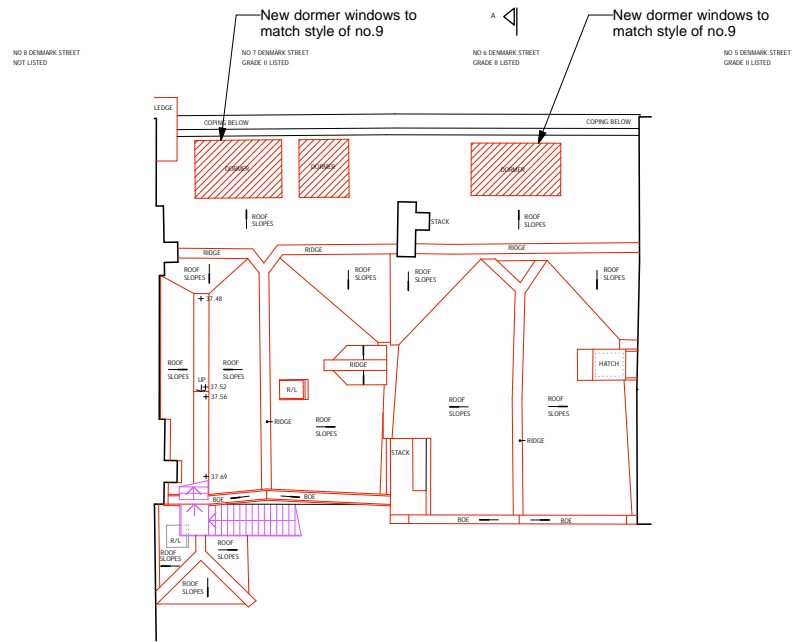 New dormer windows to
match style of no.9
A
New dormer windows to
match style of no.9
NO 8 DENMARK STREET
NOT LISTED
NO 7 DENMARK STREET
GRADE II LISTED
NO 6 DENMARK STREET
GRADE II LISTED
NO 5 DENMARK STREET
GRADE II LISTED
LEDGE
COPING BELOW
COPING BELOW
DORMER
DORMER
DORMER
ROOF
SLOPES
STACK
ROOF
SLOPES
RIDGE
RIDGE
RIDGE
ROOF
SLOPES
ROOF
SLOPES
ROOF
SLOPES
ROOF
SLOPES
37.48
ROOF
SLOPES
ROOF
SLOPES
RIDGE
HATCH
UP
37.52
37.56
R/L
ROOF
SLOPES
ROOF
SLOPES
ROOF
SLOPES
RIDGE
RIDGE
STACK
37.69
BOE
BOE
BOE
BOE
R/L
ROOF
SLOPES
ROOF
SLOPES
ROOF
SLOPES